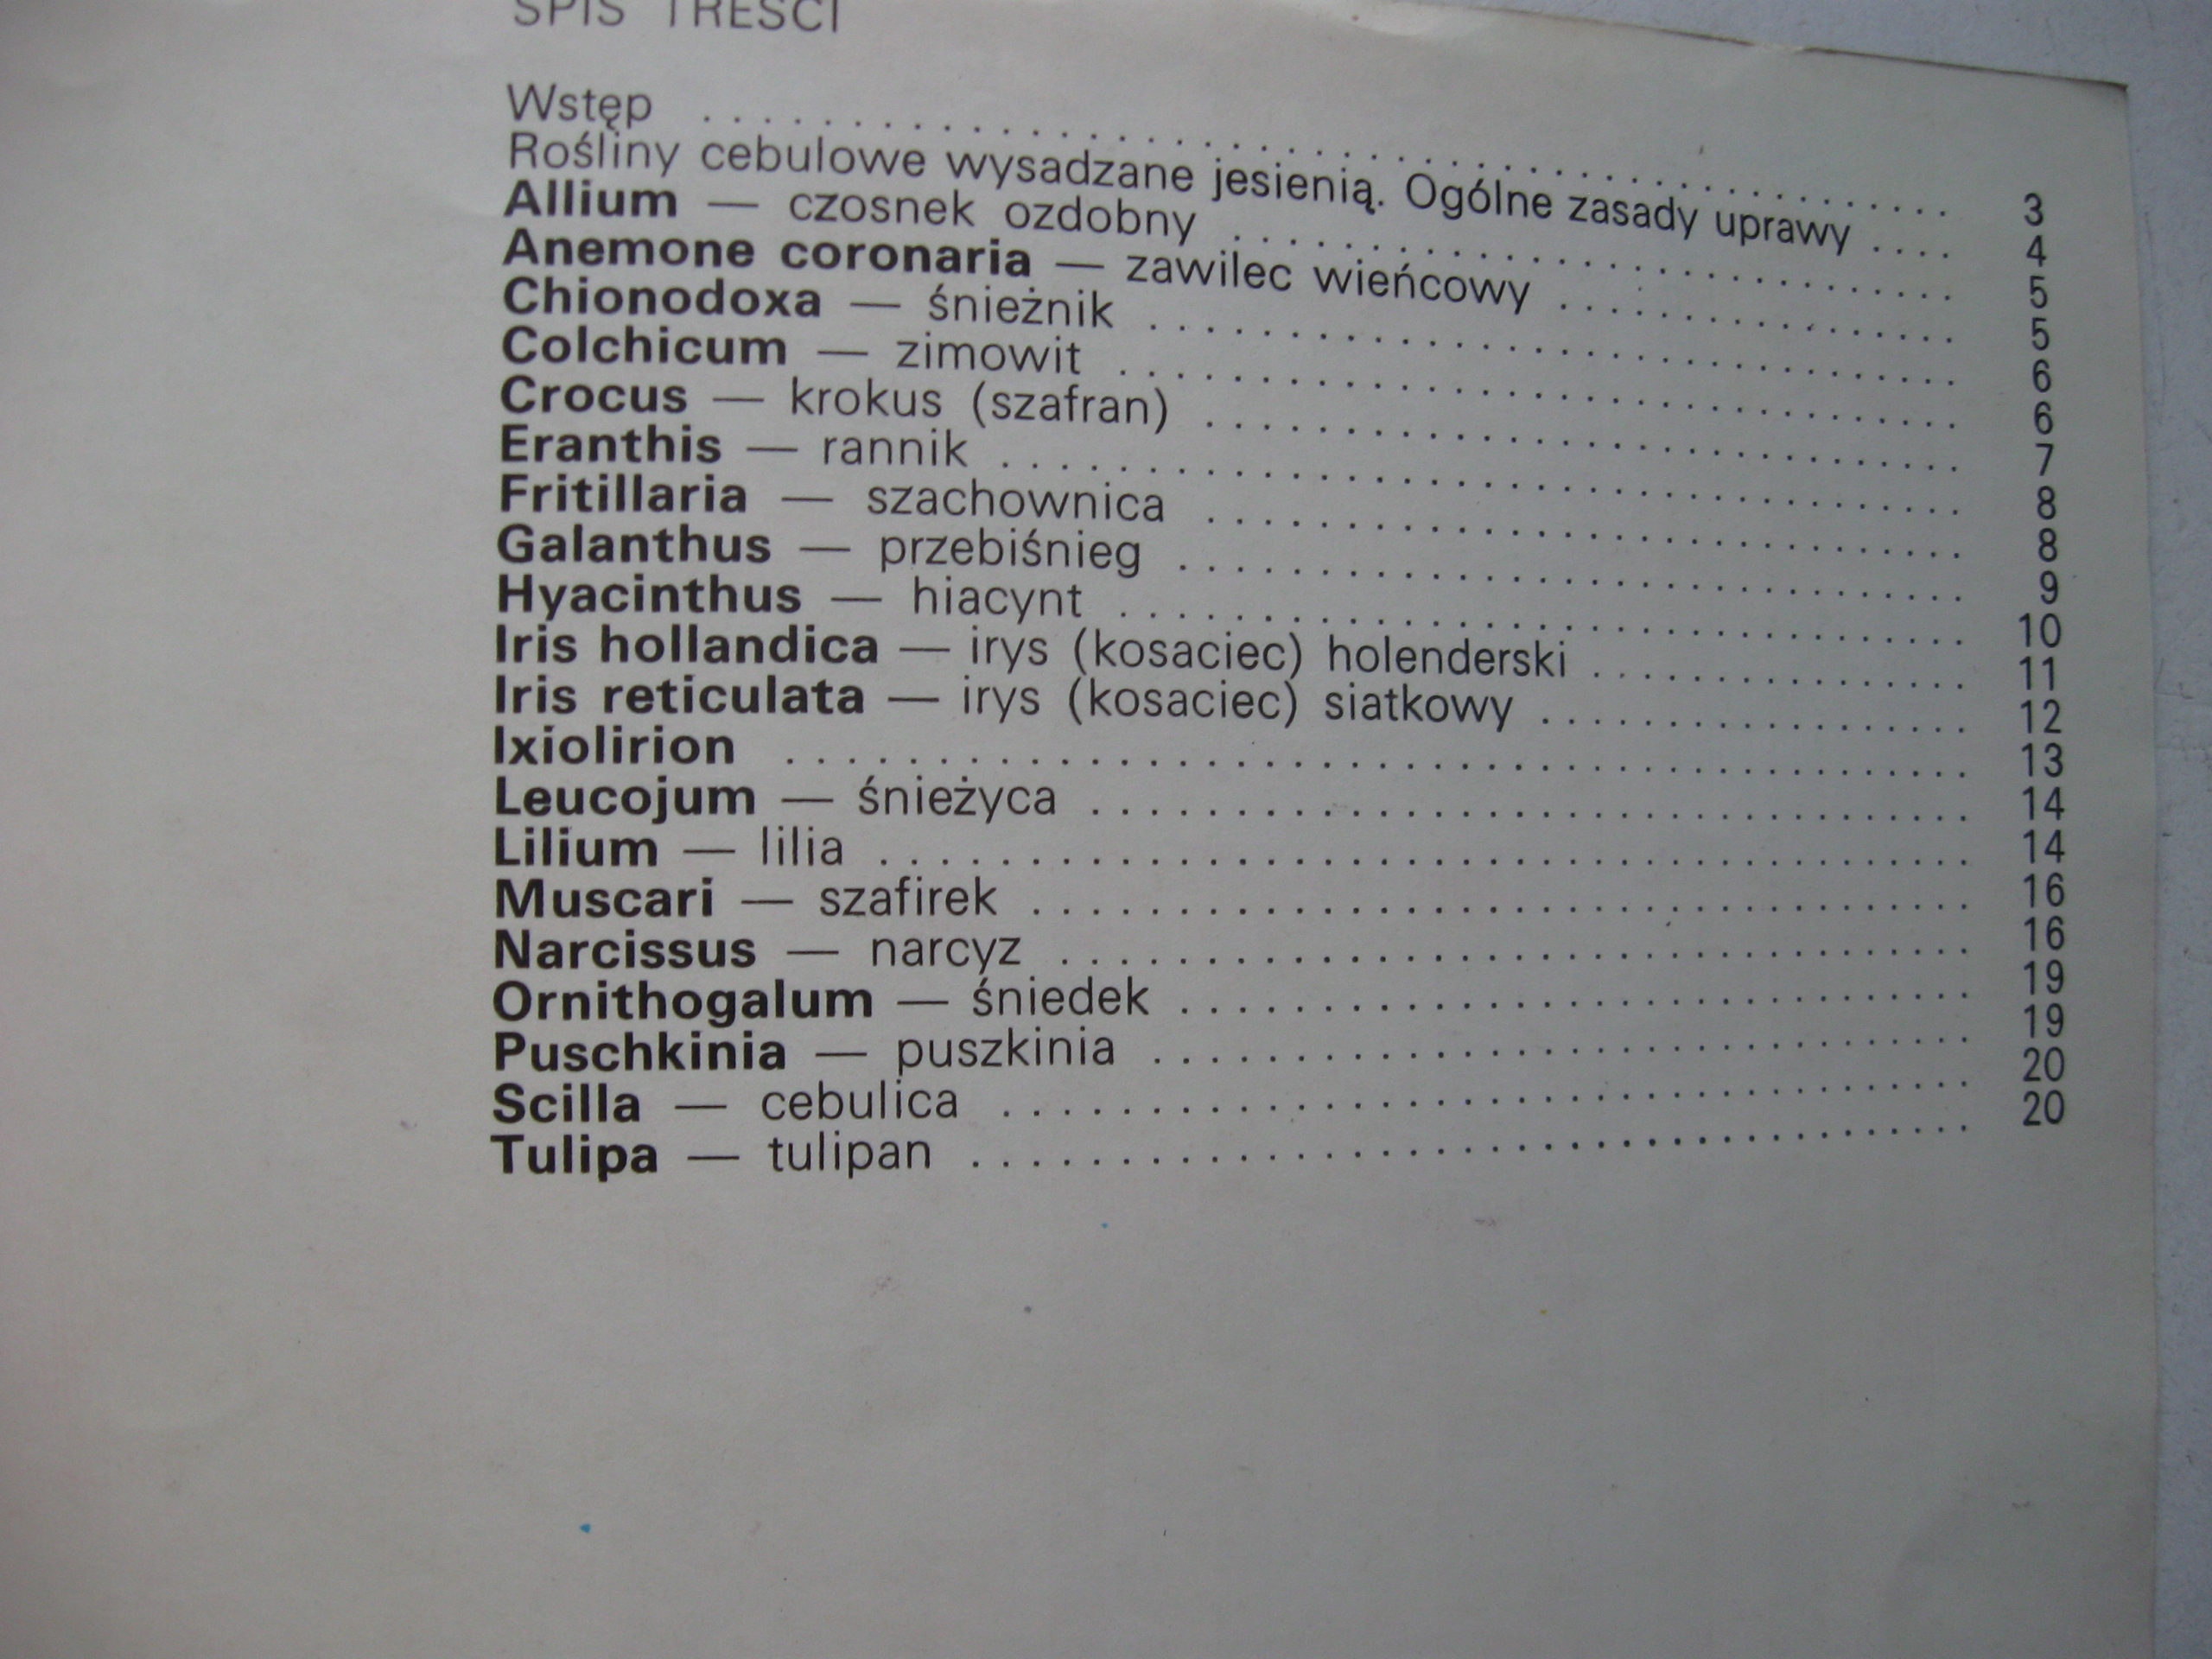 SPIS TREŚCI
Wstęp . . . . . . . . . . . . . . . . . . . . 3
Rośliny cebulowe wysadzane jesienią. Ogólne zasady uprawy . . . . 4
Allium — czosnek ozdobny . . . . . . . . . . . . . . . . . . . . 5
Anemone coronaria — zawilec wieńcowy . . . . . . . . . . . . . . 5
Chionodoxa — śnieżnik . . . . . . . . . . . . . . . . . . . . 6
Colchicum — zimowit . . . . . . . . . . . . . . . . . . . . 6
Crocus — krokus (szafran) . . . . . . . . . . . . . . . . . . . . 7
Eranthis — rannik . . . . . . . . . . . . . . . . . . . . 8
Fritillaria — szachownica . . . . . . . . . . . . . . . . . . . . 8
Galanthus — przebiśnieg . . . . . . . . . . . . . . . . . . . . 9
Hyacinthus — hiacynt . . . . . . . . . . . . . . . . . . . . 10
Iris hollandica — irys (kosaciec) holenderski . . . . . . . . . . . . . 11
Iris reticulata — irys (kosaciec) siatkowy . . . . . . . . . . . . . . 12
Ixiolirion . . . . . . . . . . . . . . . . . . . . 13
Leucojum — śnieżyca . . . . . . . . . . . . . . . . . . . . 14
Lilium — lilia . . . . . . . . . . . . . . . . . . . . 14
Muscari — szafirek . . . . . . . . . . . . . . . . . . . . 16
Narcissus — narcyz . . . . . . . . . . . . . . . . . . . . 16
Ornithogalum — śniedek . . . . . . . . . . . . . . . . . . . . 19
Puschkinia — puszkinia . . . . . . . . . . . . . . . . . . . . 19
Scilla — cebulica . . . . . . . . . . . . . . . . . . . . 20
Tulipa — tulipan . . . . . . . . . . . . . . . . . . . . 20